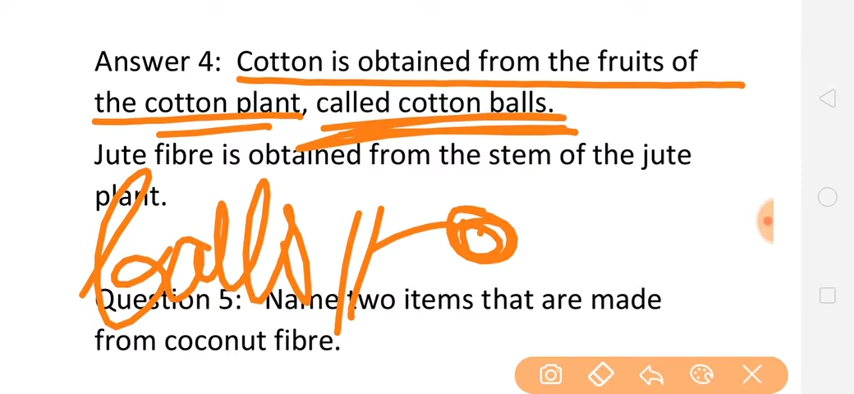 Answer 4: Cotton is obtained from the fruits of
the cotton plant, called cotton balls.
Jute fibre is obtained from the stem of the jute
plant.
balls
Question 5: Name two items that are made
from coconut fibre.